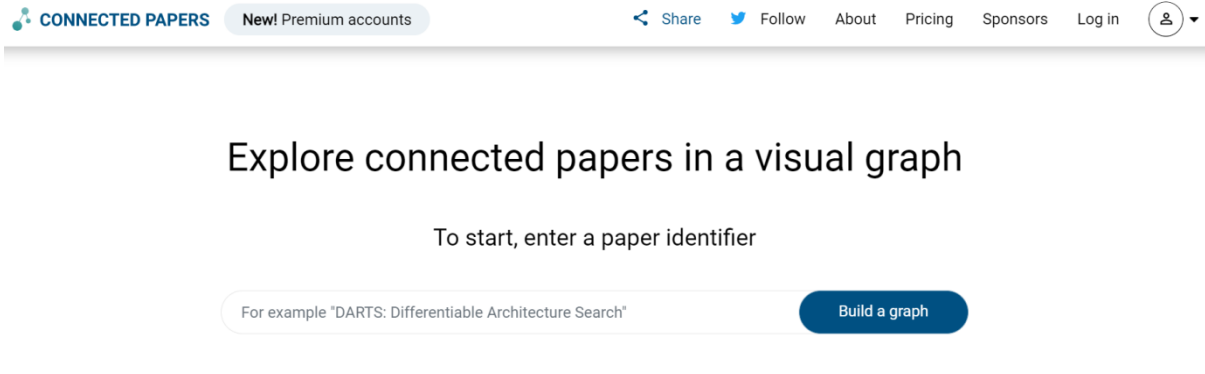 CONNECTED PAPERS New! Premium accounts Share Follow About Pricing Sponsors Log in
Explore connected papers in a visual graph
To start, enter a paper identifier
For example "DARTS: Differentiable Architecture Search" Build a graph